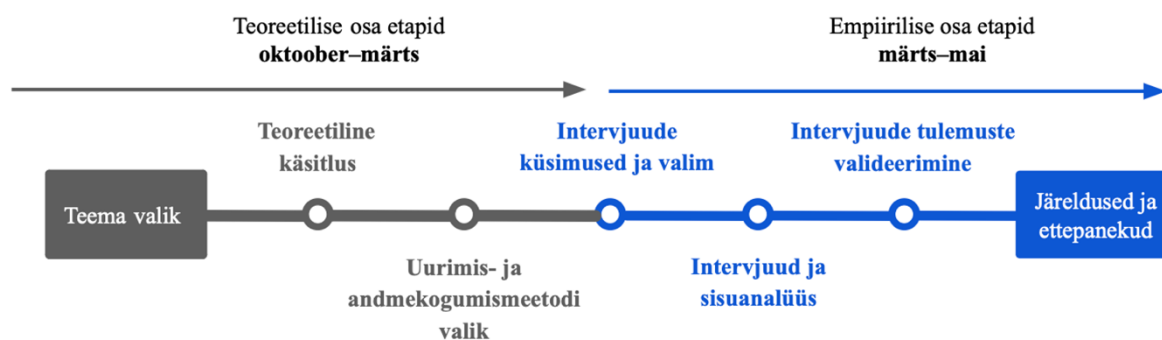 Teoreetilise osa etapid
oktoober–märts
Empiirilise osa etapid
märts–mai
Teoreetiline
käsitlus
Intervjuude
küsimused ja valim
Intervjuude tulemuste
valideerimine
Teema valik
Järeldused ja
ettepanekud
Uurimis- ja
andmekogumismeetodi
valik
Intervjuud ja
sisuanalüüs